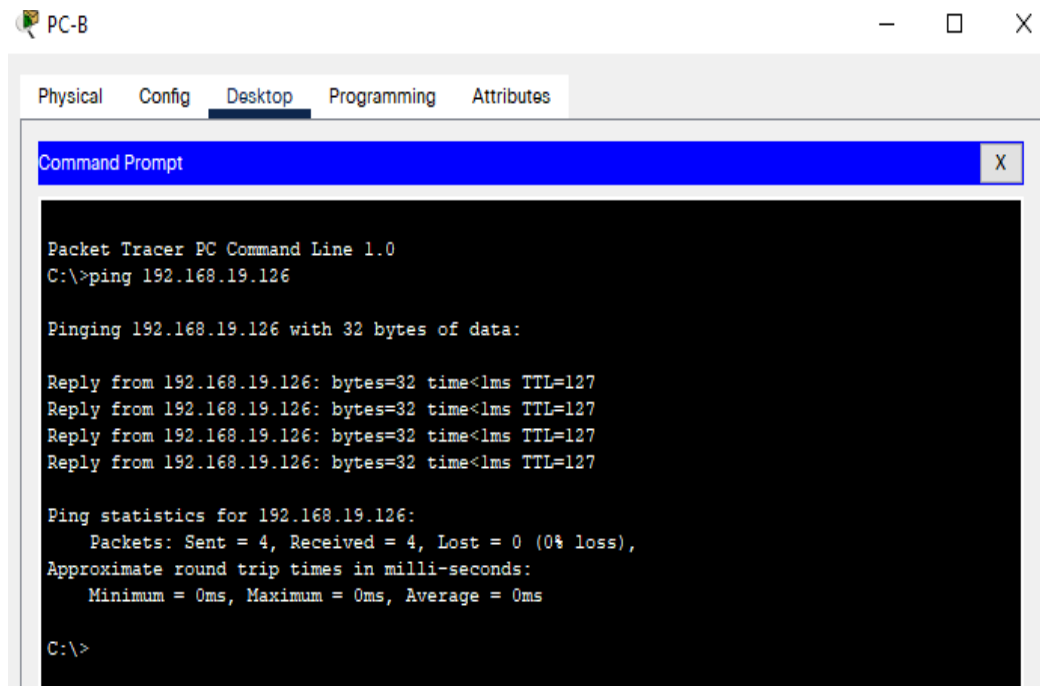 PC-B
Physical Config Desktop Programming Attributes
Command Prompt X
Packet Tracer PC Command Line 1.0
C:\>ping 192.168.19.126
Pinging 192.168.19.126 with 32 bytes of data:
Reply from 192.168.19.126: bytes=32 time<1ms TTL=127
Reply from 192.168.19.126: bytes=32 time<1ms TTL=127
Reply from 192.168.19.126: bytes=32 time<1ms TTL=127
Reply from 192.168.19.126: bytes=32 time<1ms TTL=127
Ping statistics for 192.168.19.126:
    Packets: Sent = 4, Received = 4, Lost = 0 (0% loss),
Approximate round trip times in milli-seconds:
    Minimum = 0ms, Maximum = 0ms, Average = 0ms
C:\>